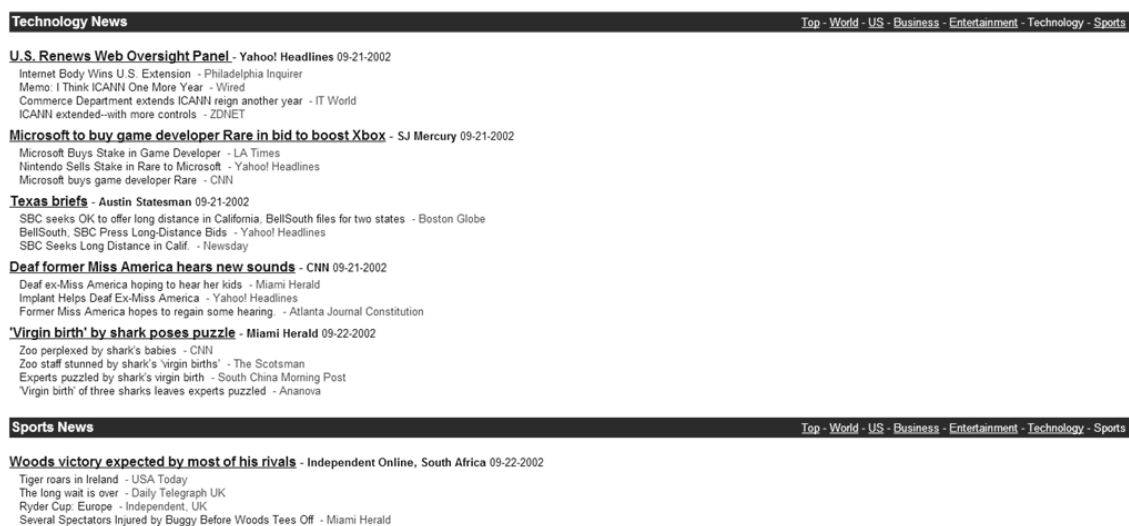 Technology News Top - World - US - Business - Entertainment - Technology - Sports
U.S. Renews Web Oversight Panel - Yahoo! Headlines 09-21-2002
Internet Body Wins U.S. Extension - Philadelphia Inquirer
Memo: I Think ICANN One More Year - Wired
Commerce Department extends ICANN reign another year - IT World
ICANN extended--with more controls - ZDNET
Microsoft to buy game developer Rare in bid to boost Xbox - SJ Mercury 09-21-2002
Microsoft Buys Stake in Game Developer - LA Times
Nintendo Sells Stake in Rare to Microsoft - Yahoo! Headlines
Microsoft buys game developer Rare - CNN
Texas briefs - Austin Statesman 09-21-2002
SBC seeks OK to offer long distance in California, BellSouth files for two states - Boston Globe
BellSouth, SBC Press Long-Distance Bids - Yahoo! Headlines
SBC Seeks Long Distance in Calif. - Newsday
Deaf former Miss America hears new sounds - CNN 09-21-2002
Deaf ex-Miss America hoping to hear her kids - Miami Herald
Implant Helps Deaf Ex-Miss America - Yahoo! Headlines
Former Miss America hopes to regain some hearing. - Atlanta Journal Constitution
'Virgin birth' by shark poses puzzle - Miami Herald 09-22-2002
Zoo perplexed by shark's babies - CNN
Zoo staff stunned by shark's 'virgin births' - The Scotsman
Experts puzzled by shark's virgin birth - South China Morning Post
'Virgin birth' of three sharks leaves experts puzzled - Ananova
Sports News Top - World - US - Business - Entertainment - Technology - Sports
Woods victory expected by most of his rivals - Independent Online, South Africa 09-22-2002
Tiger roars in Ireland - USA Today
The long wait is over - Daily Telegraph UK
Ryder Cup: Europe - Independent, UK
Several Spectators Injured by Buggy Before Woods Tees Off - Miami Herald